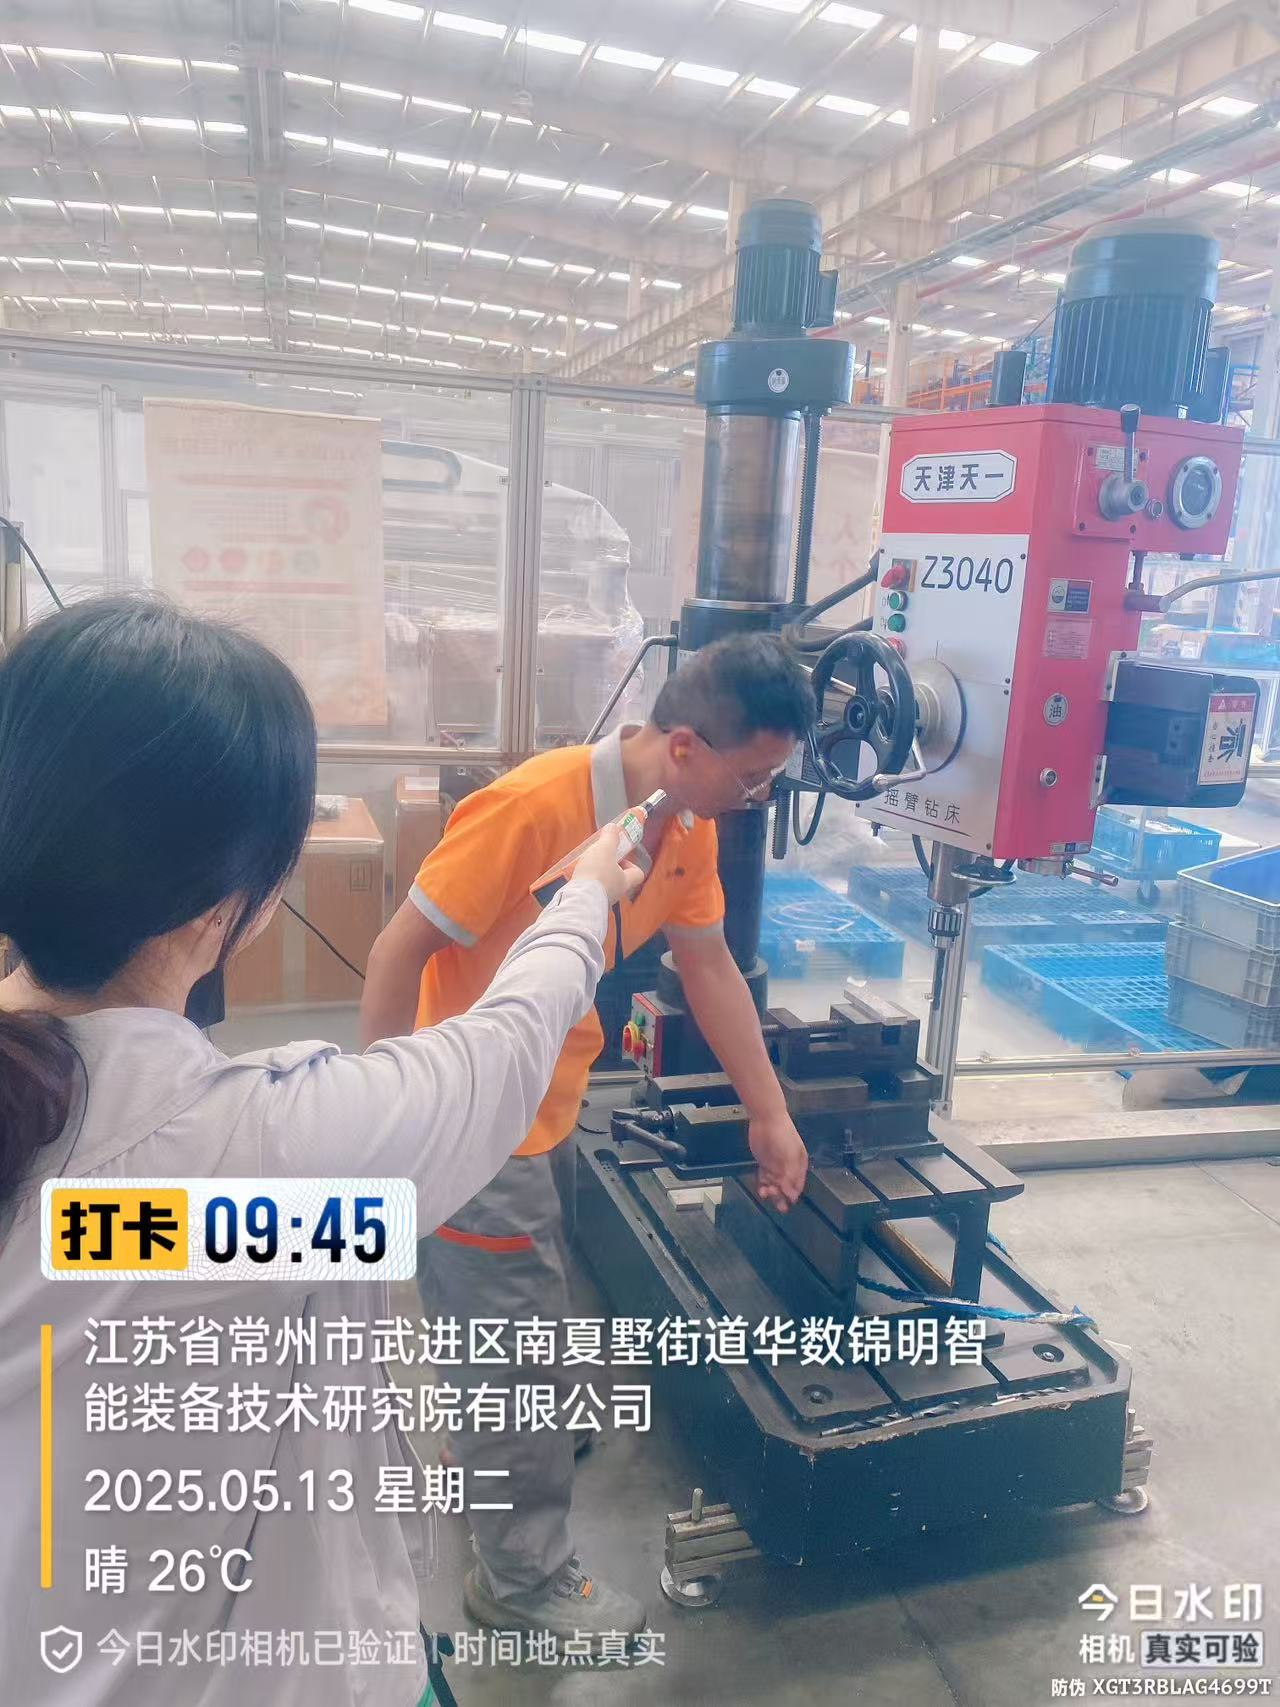 天津天一
Z3040
油
摇臂钻床
打卡 09:45
江苏省常州市武进区南夏墅街道华数锦明智
能装备技术研究院有限公司
2025.05.13 星期二
晴 26℃
今日水印相机已验证 | 时间地点真实
今日水印
相机 真实可验
防伪 XGT3RBLAG4699T